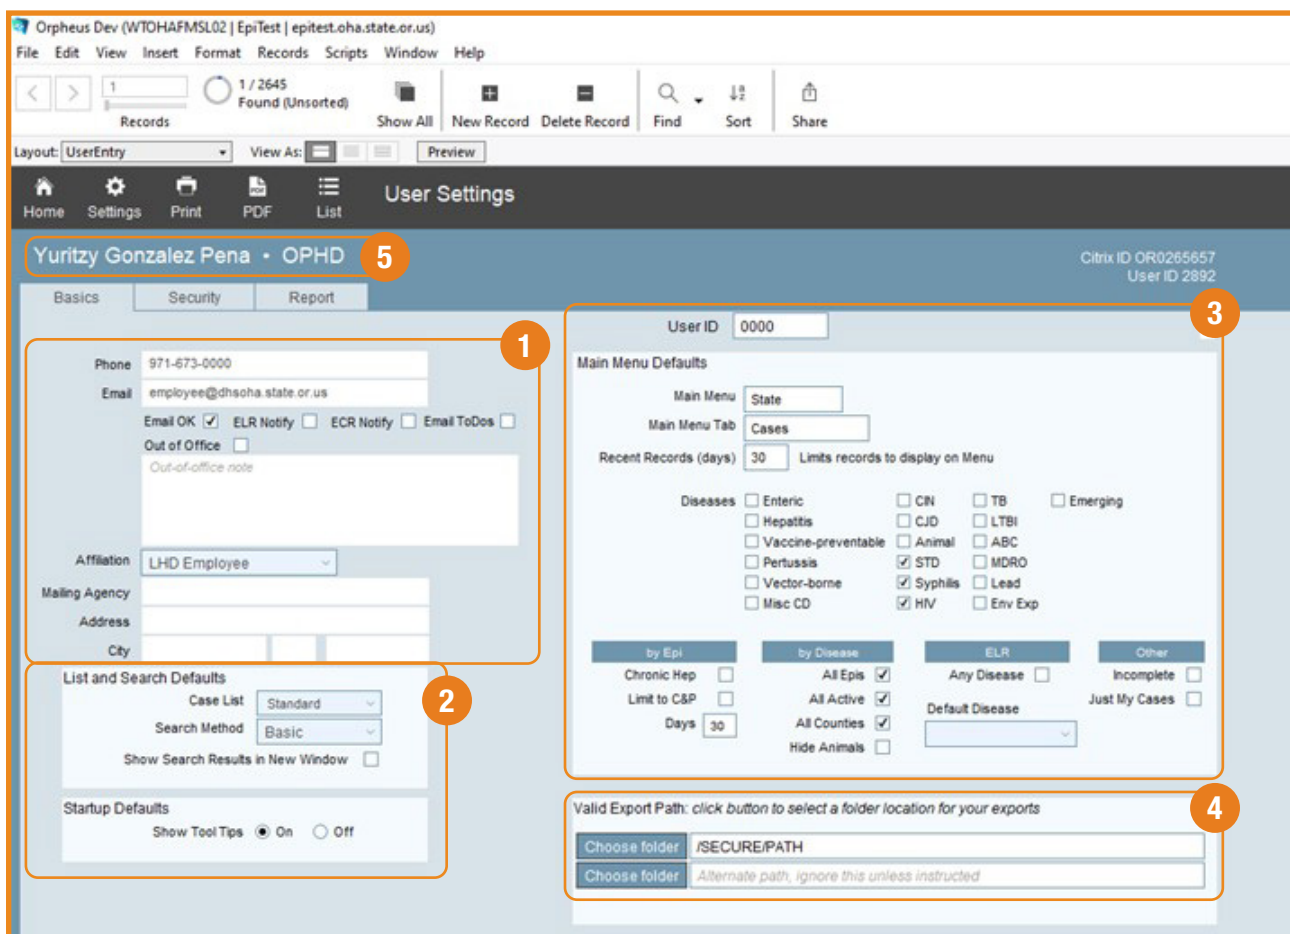 Orpheus Dev (WTOHAFMSL02 | EpiTest | epitest.oha.state.or.us)
File Edit View Insert Format Records Scripts Window Help
1
1 / 2645
Found (Unsorted)
Records
Show All New Record Delete Record Find Sort Share
Layout: UserEntry View As: Preview
Home Settings Print PDF List
User Settings
Yuritzy Gonzalez Pena • OPHD
5
Citrix ID OR0265657
User ID 2892
Basics Security Report
1
Phone 971-673-0000
Email employee@dhsoha.state.or.us
Email OK ELR Notify ECR Notify Email ToDos
Out of Office
Out-of-office note
Affiliation LHD Employee
Mailing Agency
Address
City
2
List and Search Defaults
Case List Standard
Search Method Basic
Show Search Results in New Window
Startup Defaults
Show Tool Tips On Off
3
User ID 0000
Main Menu Defaults
Main Menu State
Main Menu Tab Cases
Recent Records (days) 30 Limits records to display on Menu
Diseases Enteric CIN TB Emerging
Hepatitis CJD LTBI
Vaccine-preventable Animal ABC
Pertussis STD MDRO
Vector-borne Syphilis Lead
Misc CD HIV Env Exp
by Epi by Disease ELR Other
Chronic Hep All Epis Any Disease Incomplete
Limit to C&P All Active Default Disease Just My Cases
Days 30 All Counties
Hide Animals
4
Valid Export Path: click button to select a folder location for your exports
Choose folder /SECURE/PATH
Choose folder Alternate path, ignore this unless instructed